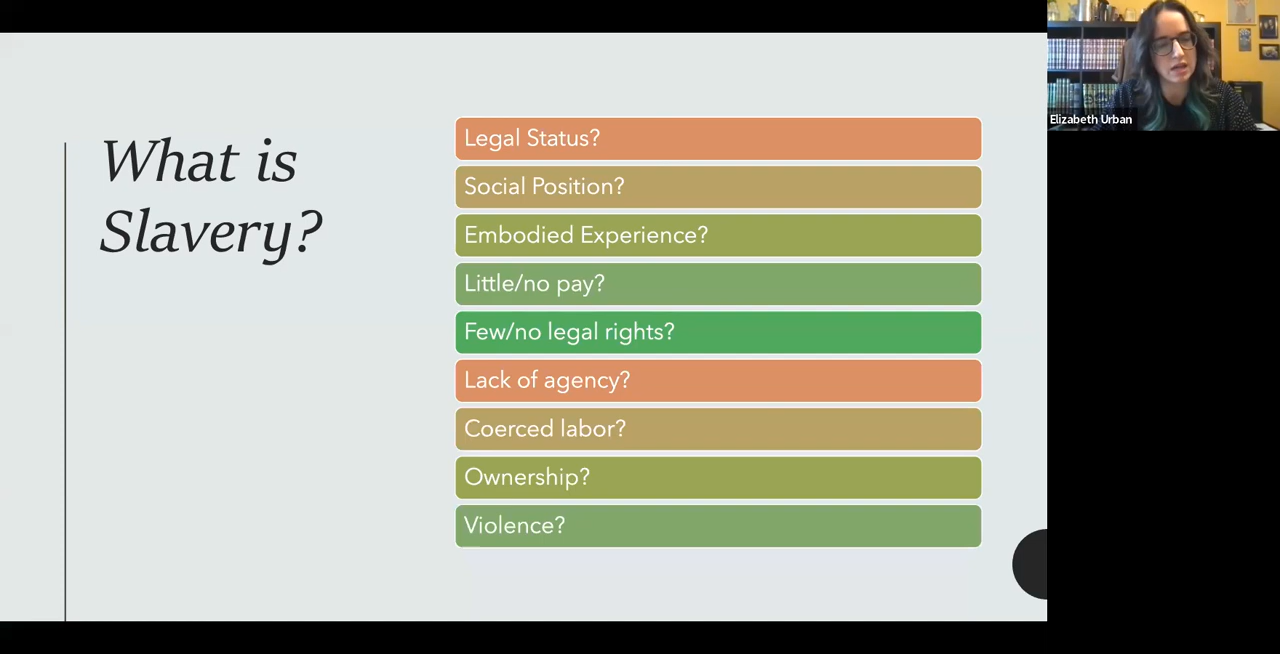 What is
Slavery?
Legal Status?
Social Position?
Embodied Experience?
Little/no pay?
Few/no legal rights?
Lack of agency?
Coerced labor?
Ownership?
Violence?
Elizabeth Urban